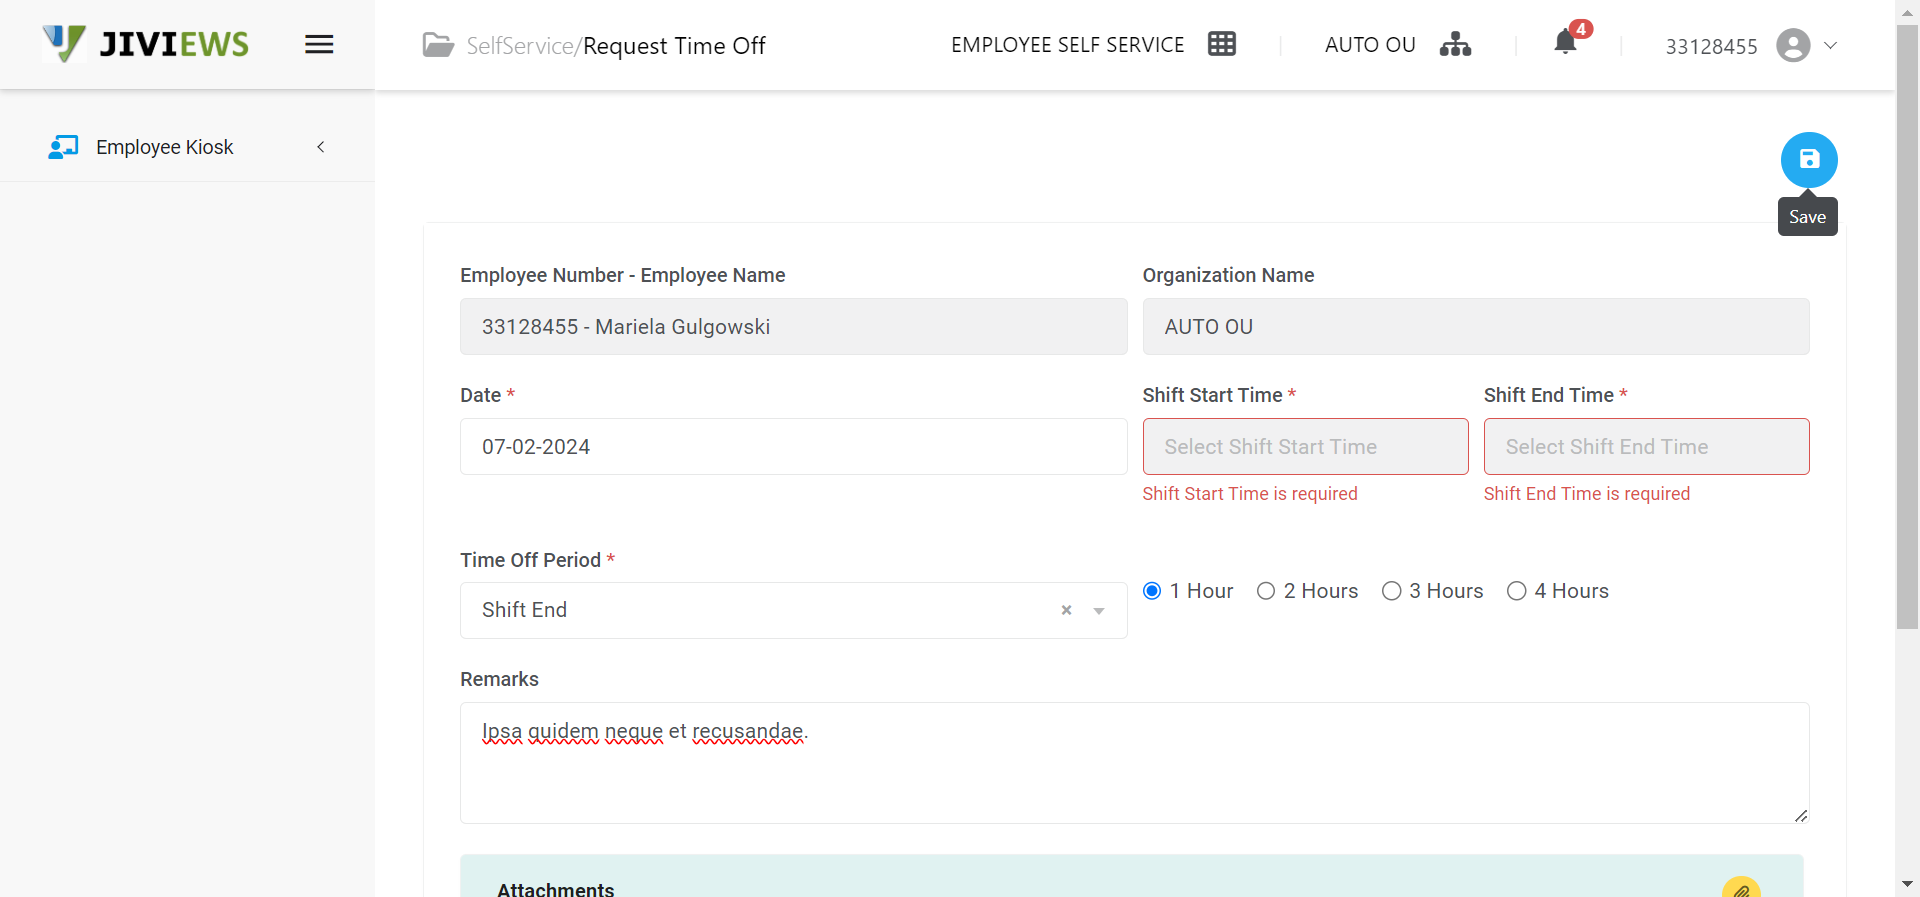 JIVIEWS
SelfService/Request Time Off
EMPLOYEE SELF SERVICE
AUTO OU
4
33128455
Employee Kiosk
Save
Employee Number - Employee Name
Organization Name
33128455 - Mariela Gulgowski
AUTO OU
Date *
Shift Start Time *
Shift End Time *
07-02-2024
Select Shift Start Time
Select Shift End Time
Shift Start Time is required
Shift End Time is required
Time Off Period *
Shift End
×
1 Hour
2 Hours
3 Hours
4 Hours
Remarks
Ipsa quidem neque et recusandae.
Attachments